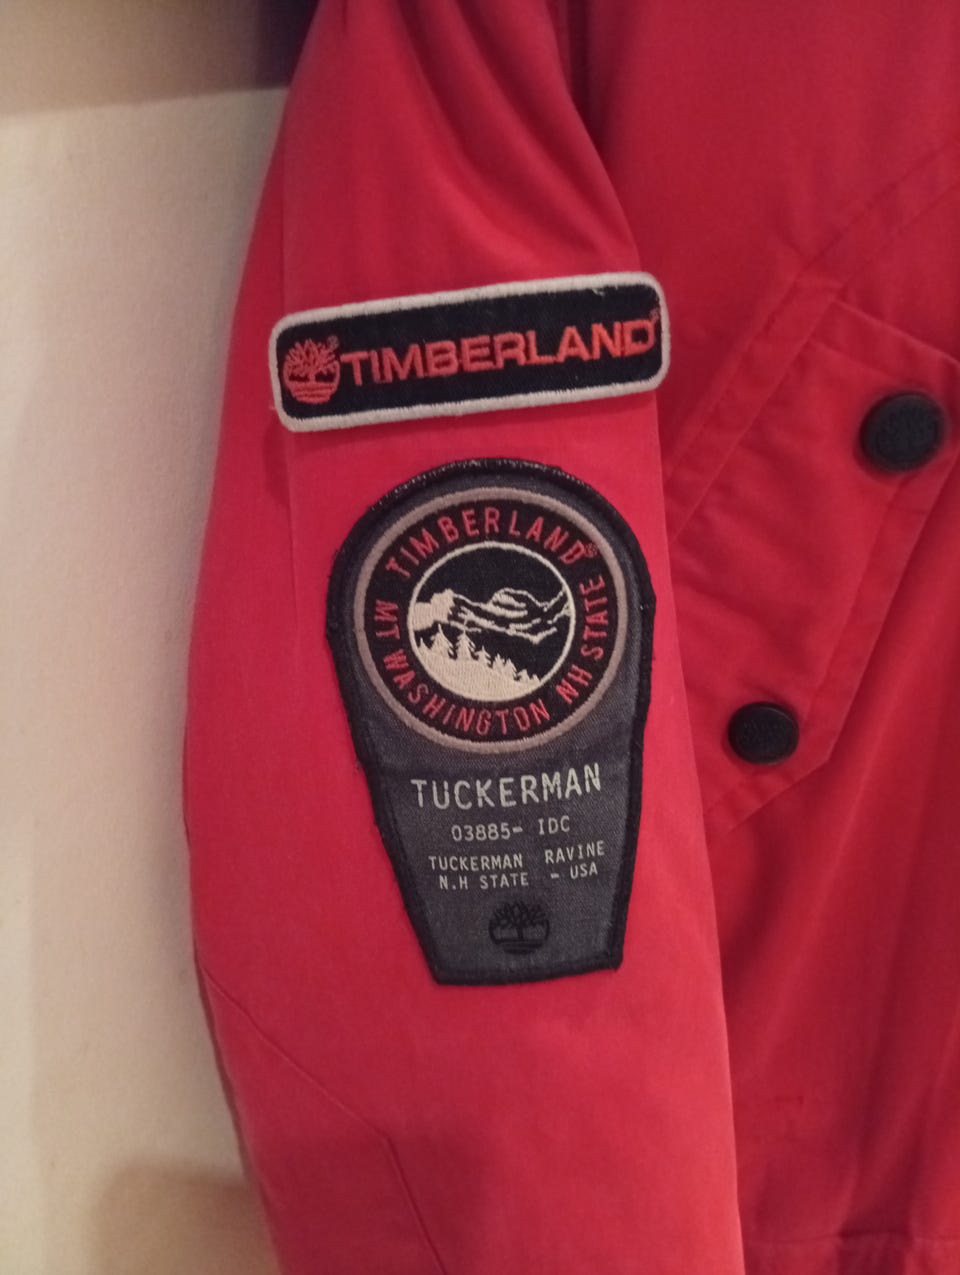 TIMBERLAND®
TIMBERLAND®
MT WASHINGTON NH STATE
TUCKERMAN
03885- IDC
TUCKERMAN RAVINE
N.H STATE - USA